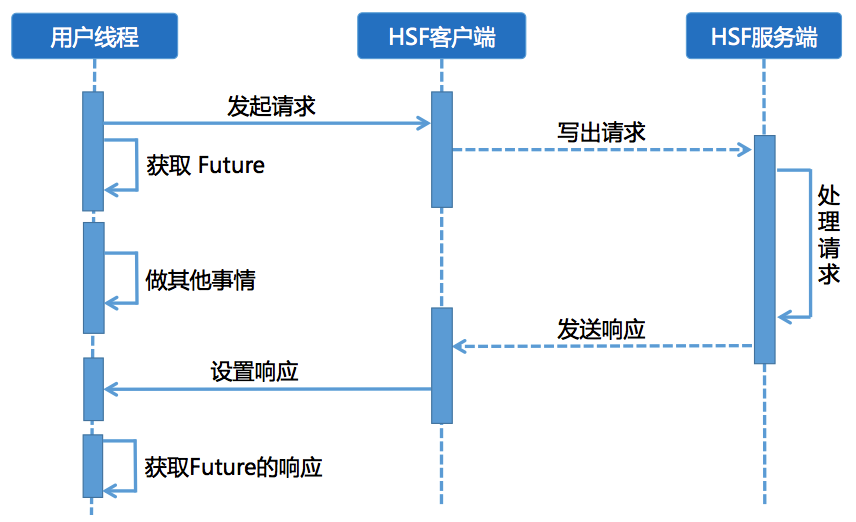 用户线程
HSF客户端
HSF服务端
发起请求
写出请求
获取 Future
处理请求
做其他事情
发送响应
设置响应
获取Future的响应